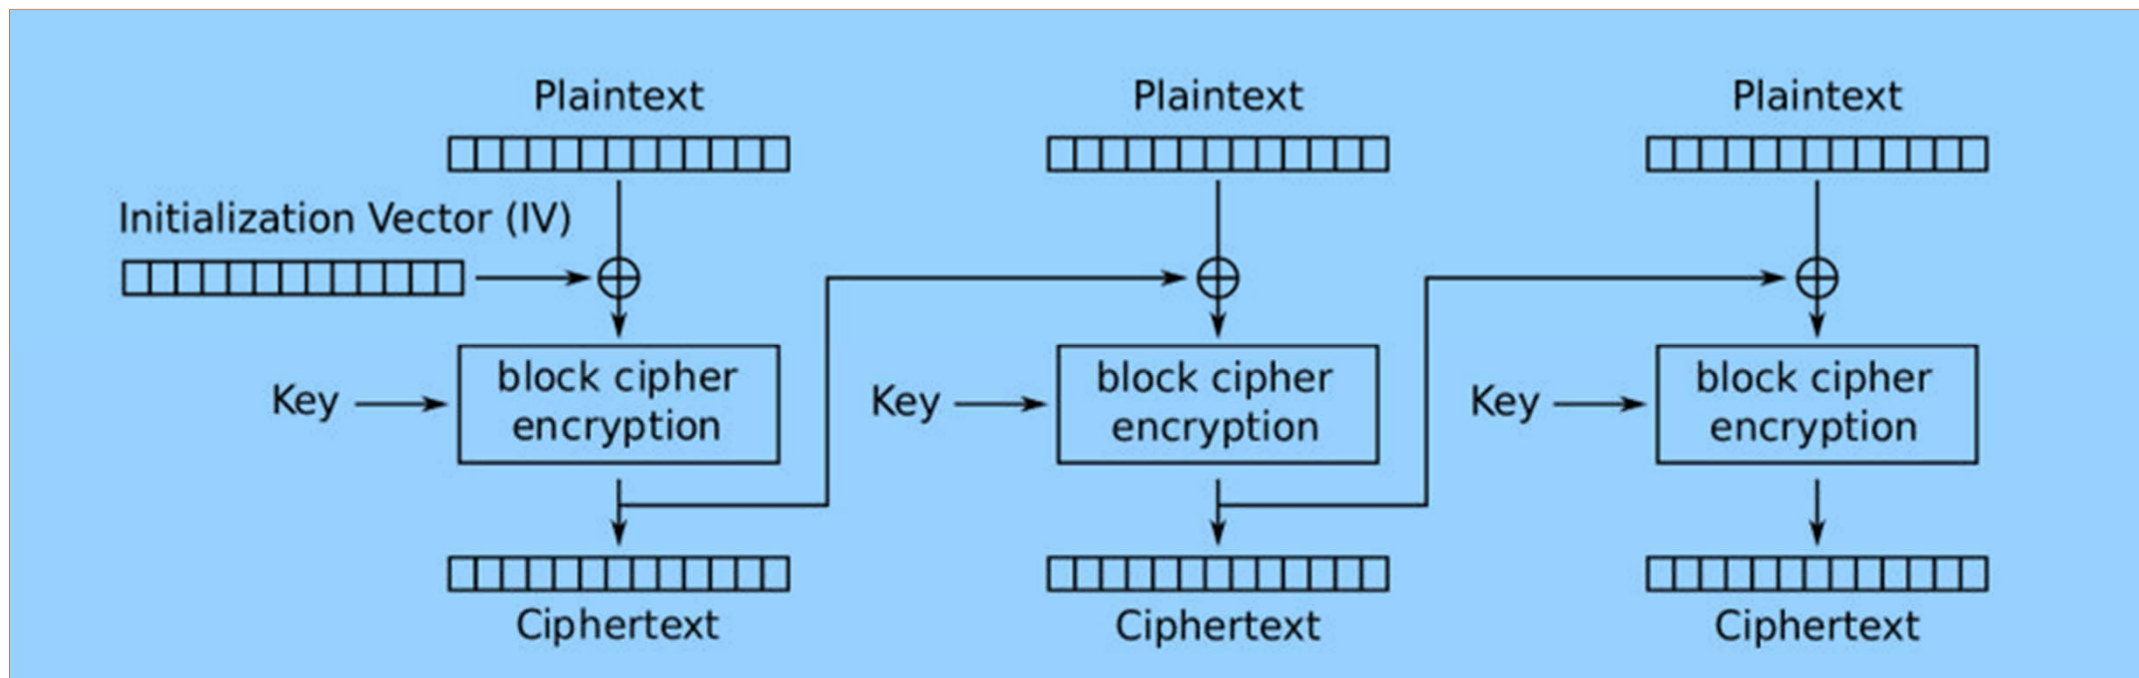 Plaintext
Plaintext
Plaintext
Initialization Vector (IV)
Key
block cipher
encryption
Key
block cipher
encryption
Key
block cipher
encryption
Ciphertext
Ciphertext
Ciphertext